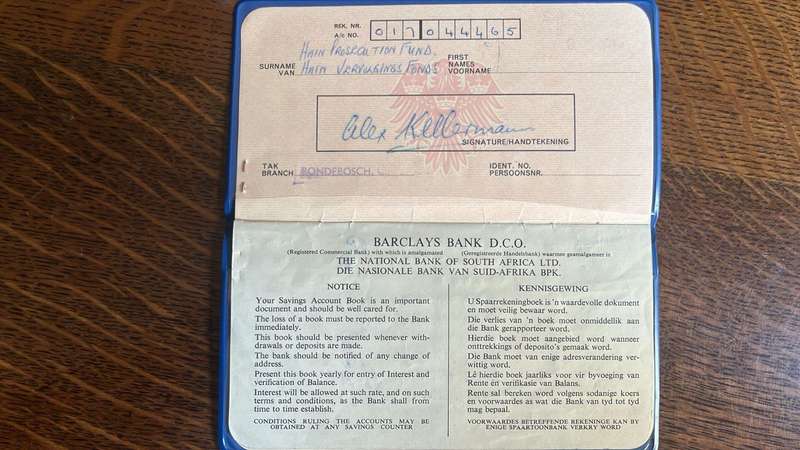 REK. NR.
A/c NO. 017044465
HAIN PROSECUTION FUND.
SURNAME FIRST NAMES
VAN HAIN VERVOLGINGS FONDS VOORNAME
Alex Kellermann
SIGNATURE/HANDTEKENING
TAK IDENT. NO.
BRANCH RONDEBOSCH, C PERSOONSNR.
BARCLAYS BANK D.C.O.
(Registered Commercial Bank) with which is amalgamated (Geregistreerde Handelsbank) waarmee geamalgameer is
THE NATIONAL BANK OF SOUTH AFRICA LTD.
DIE NASIONALE BANK VAN SUID-AFRIKA BPK.
NOTICE
Your Savings Account Book is an important
document and should be well cared for.
The loss of a book must be reported to the Bank
immediately.
This book should be presented whenever with-
drawals or deposits are made.
The bank should be notified of any change of
address.
Present this book yearly for entry of Interest and
verification of Balance.
Interest will be allowed at such rate, and on such
terms and conditions, as the Bank shall from
time to time establish.
CONDITIONS RULING THE ACCOUNTS MAY BE
OBTAINED AT ANY SAVINGS COUNTER
KENNISGEWING
U Spaarrekeningboek is 'n waardevolle dokument
en moet veilig bewaar word.
Die verlies van 'n boek moet onmiddellik aan
die Bank gerapporteer word.
Hierdie boek moet aangebied word wanneer
onttrekkings of deposito's gemaak word.
Die Bank moet van enige adresverandering ver-
wittig word.
Lê hierdie boek jaarliks voor vir byvoeging van
Rente en verifikasie van Balans.
Rente sal bereken word volgens sodanige koers
en voorwaardes as wat die Bank van tyd tot tyd
mag bepaal.
VOORWAARDES BETREFFENDE REKENINGE KAN BY
ENIGE SPAARTOONBANK VERKRY WORD